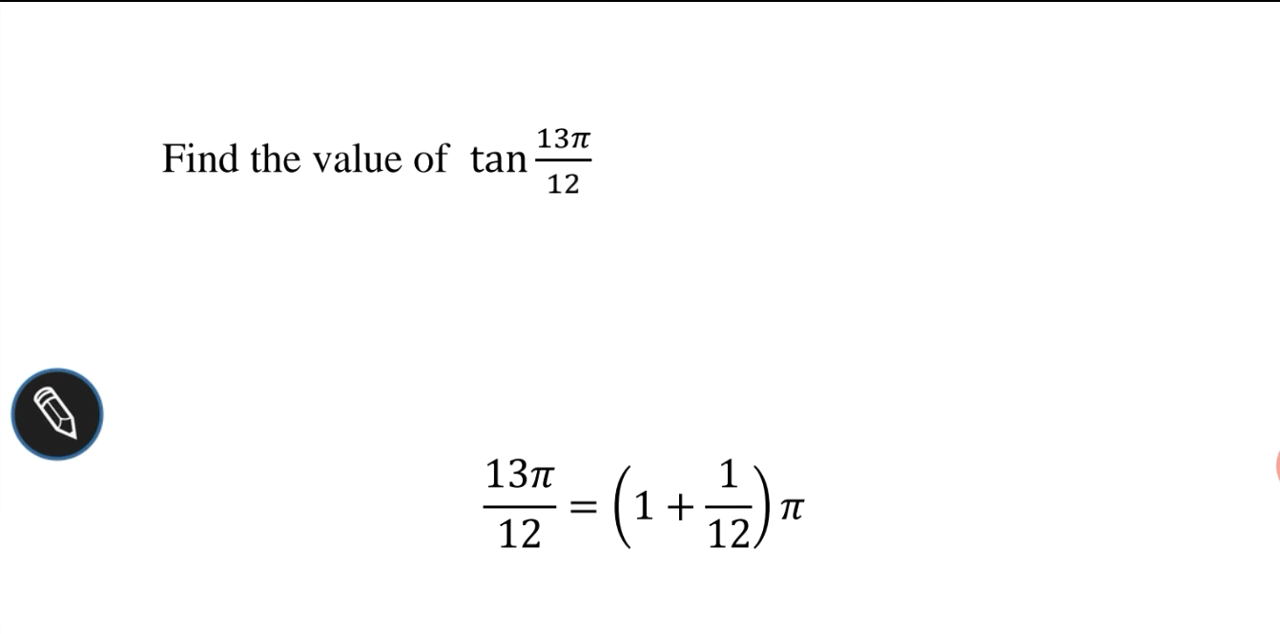 Find the value of tan 13π/12
13π/12 = (1 + 1/12) π